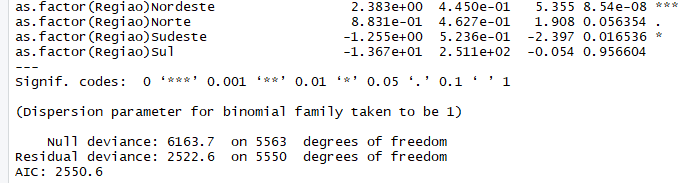 as.factor(Regiao)Nordeste 2.383e+00 4.450e-01 5.355 8.54e-08 ***
as.factor(Regiao)Norte 8.831e-01 4.627e-01 1.908 0.056354 .
as.factor(Regiao)Sudeste -1.255e+00 5.236e-01 -2.397 0.016536 *
as.factor(Regiao)Sul -1.367e+01 2.511e+02 -0.054 0.956604
---
Signif. codes: 0 ‘***’ 0.001 ‘**’ 0.01 ‘*’ 0.05 ‘.’ 0.1 ‘ ’ 1
(Dispersion parameter for binomial family taken to be 1)
Null deviance: 6163.7 on 5563 degrees of freedom
Residual deviance: 2522.6 on 5550 degrees of freedom
AIC: 2550.6